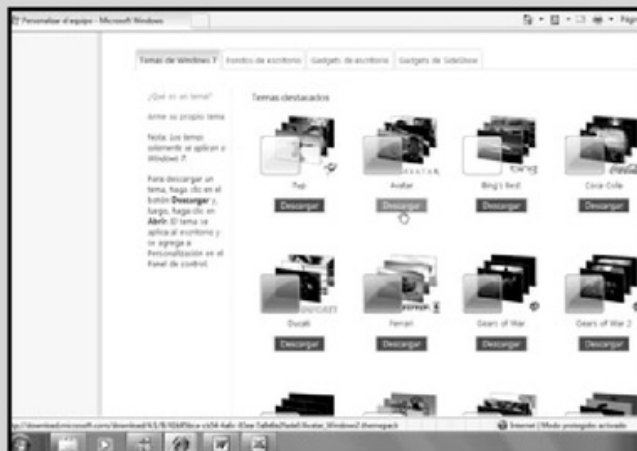 Personalizar el equipo - Microsoft Windows
Temas de Windows 7
Fondos de escritorio
Gadgets de escritorio
Gadgets de SideShow
¿Qué es un tema?
Arme su propio tema
Nota: Los temas
solamente se aplican a
Windows 7.
Para descargar un
tema, haga clic en el
botón Descargar y,
luego, haga clic en
Abrir. El tema se
aplica al escritorio y
se agrega a
Personalización en el
Panel de control.
Temas destacados
7up
Avatar
Bing's Best
Coca Cola
Descargar
Descargar
Descargar
Descargar
Ducati
Ferrari
Gears of War
Gears of War 2
Descargar
Descargar
Descargar
Descargar
Internet | Modo protegido: activado